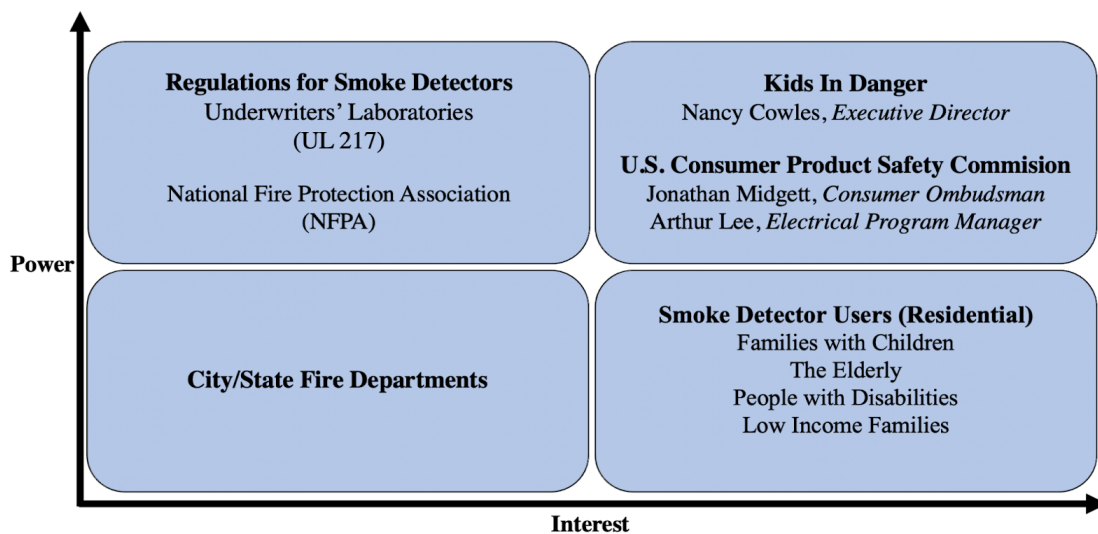 Regulations for Smoke Detectors
Underwriters’ Laboratories
(UL 217)
National Fire Protection Association
(NFPA)
Kids In Danger
Nancy Cowles, Executive Director
U.S. Consumer Product Safety Commision
Jonathan Midgett, Consumer Ombudsman
Arthur Lee, Electrical Program Manager
Power
City/State Fire Departments
Smoke Detector Users (Residential)
Families with Children
The Elderly
People with Disabilities
Low Income Families
Interest